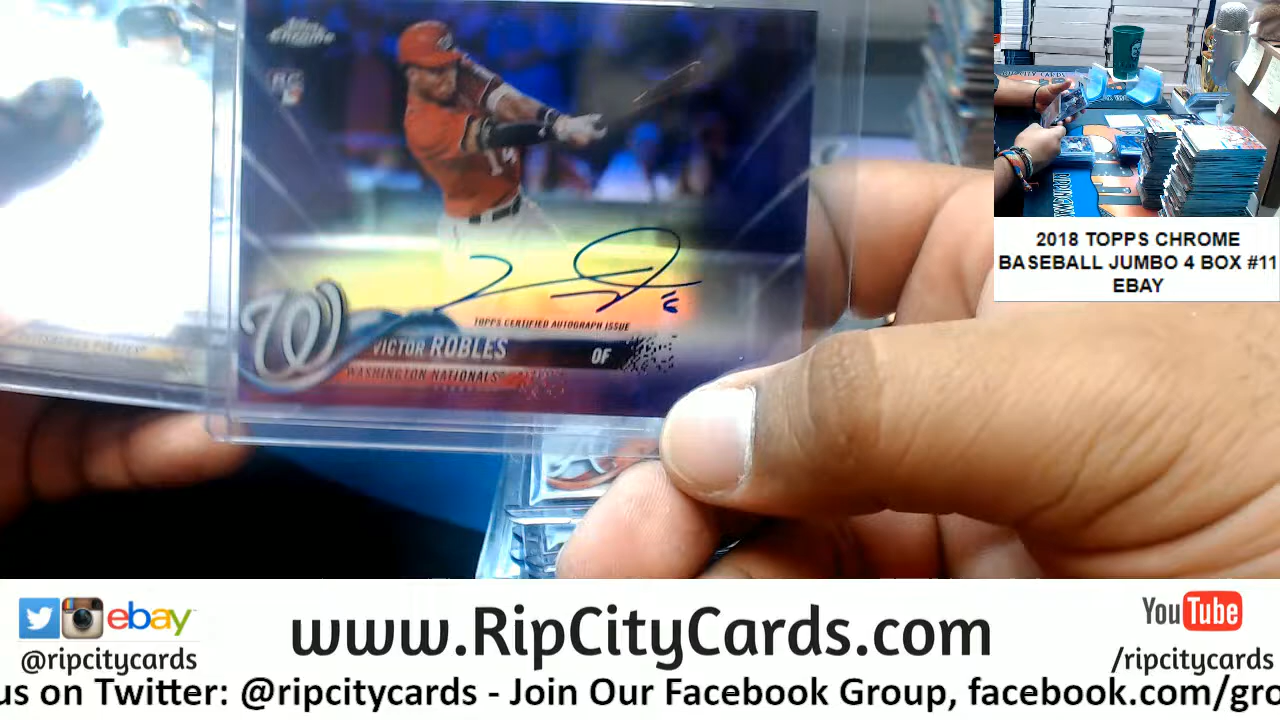 Topps
Chrome
RC
14
TOPPS CERTIFIED AUTOGRAPH ISSUE
VICTOR ROBLES OF
WASHINGTON NATIONALS
2018 TOPPS CHROME
BASEBALL JUMBO 4 BOX #11
EBAY
ebay
@ripcitycards
www.RipCityCards.com
YouTube
/ripcitycards
us on Twitter: @ripcitycards - Join Our Facebook Group, facebook.com/gro